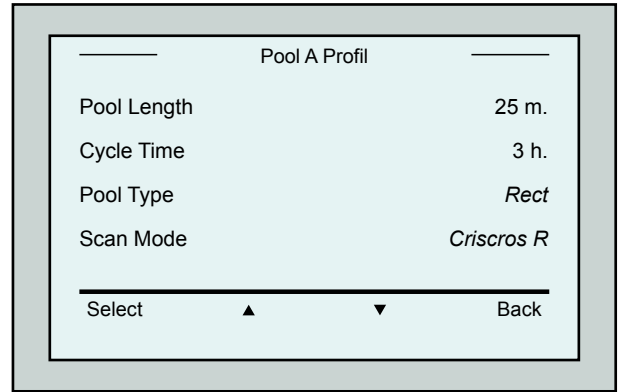 Pool A Profil
Pool Length 25 m.
Cycle Time 3 h.
Pool Type Rect
Scan Mode Criscros R
Select ▲ ▼ Back